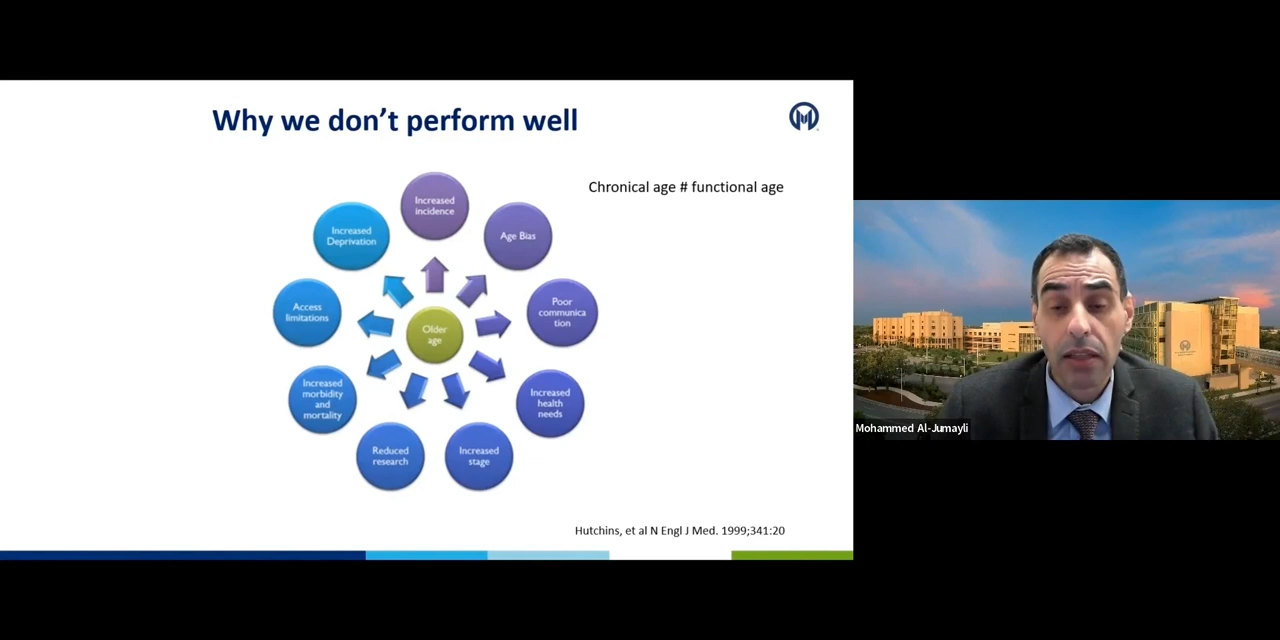 Why we don't perform well
Chronical age # functional age
Increased
incidence
Age Bias
Poor
communica
tion
Increased
health
needs
Increased
stage
Reduced
research
Increased
morbidity
and
mortality
Access
limitations
Increased
Deprivation
Older
age
Hutchins, et al N Engl J Med. 1999;341:20
Mohammed Al-Jumayli